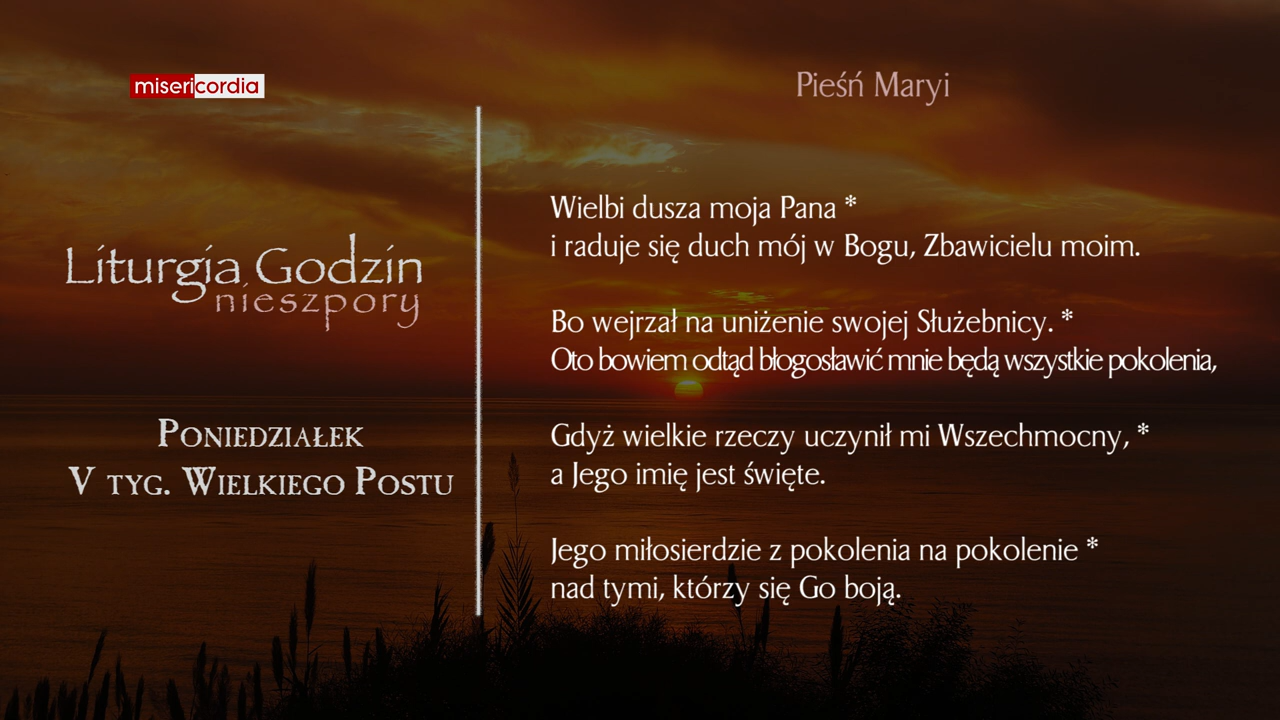 misericordia
Liturgia Godzin
nieszpory
Poniedziałek
V tyg. Wielkiego Postu
Pieśń Maryi
Wielbi dusza moja Pana *
i raduje się duch mój w Bogu, Zbawicielu moim.
Bo wejrzał na uniżenie swojej Służebnicy. *
Oto bowiem odtąd błogosławić mnie będą wszystkie pokolenia,
Gdyż wielkie rzeczy uczynił mi Wszechmocny, *
a Jego imię jest święte.
Jego miłosierdzie z pokolenia na pokolenie *
nad tymi, którzy się Go boją.